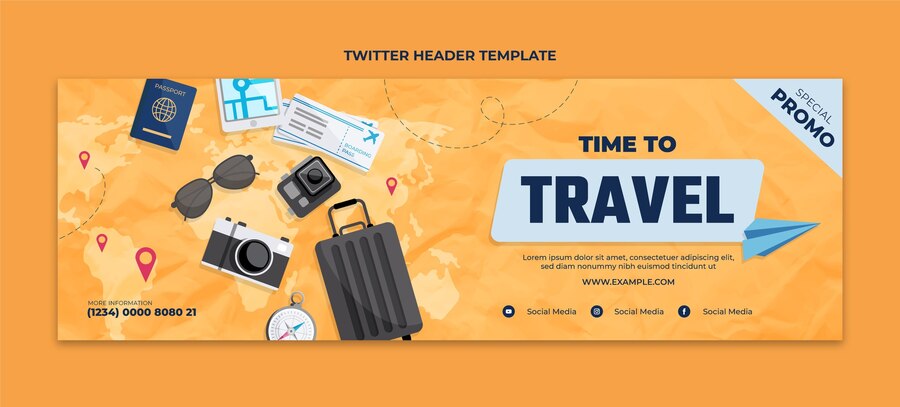 TWITTER HEADER TEMPLATE
PASSPORT
BOARDING
PASS
SPECIAL
PROMO
TIME TO
TRAVEL
Lorem ipsum dolor sit amet, consectetuer adipiscing elit,
sed diam nonummy nibh euismod
WWW.EXAMPLE.COM
Social Media
Social Media
Social Media
MORE INFORMATION
(1234) 0000 8080 21